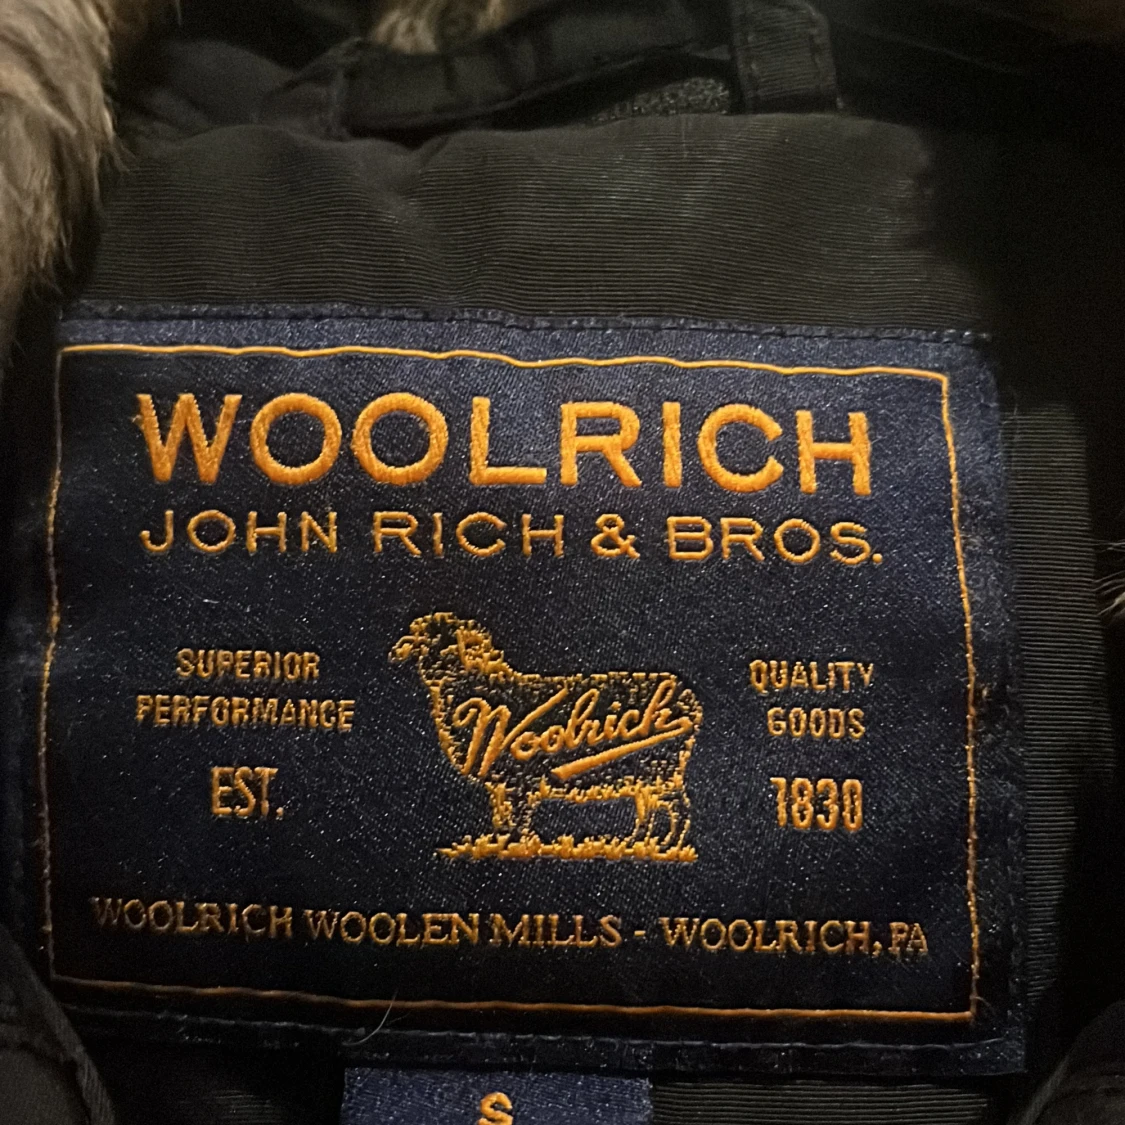 WOOLRICH
JOHN RICH & BROS.
SUPERIOR
PERFORMANCE
EST.
Woolrich
QUALITY
GOODS
1830
WOOLRICH WOOLEN MILLS - WOOLRICH, PA
S